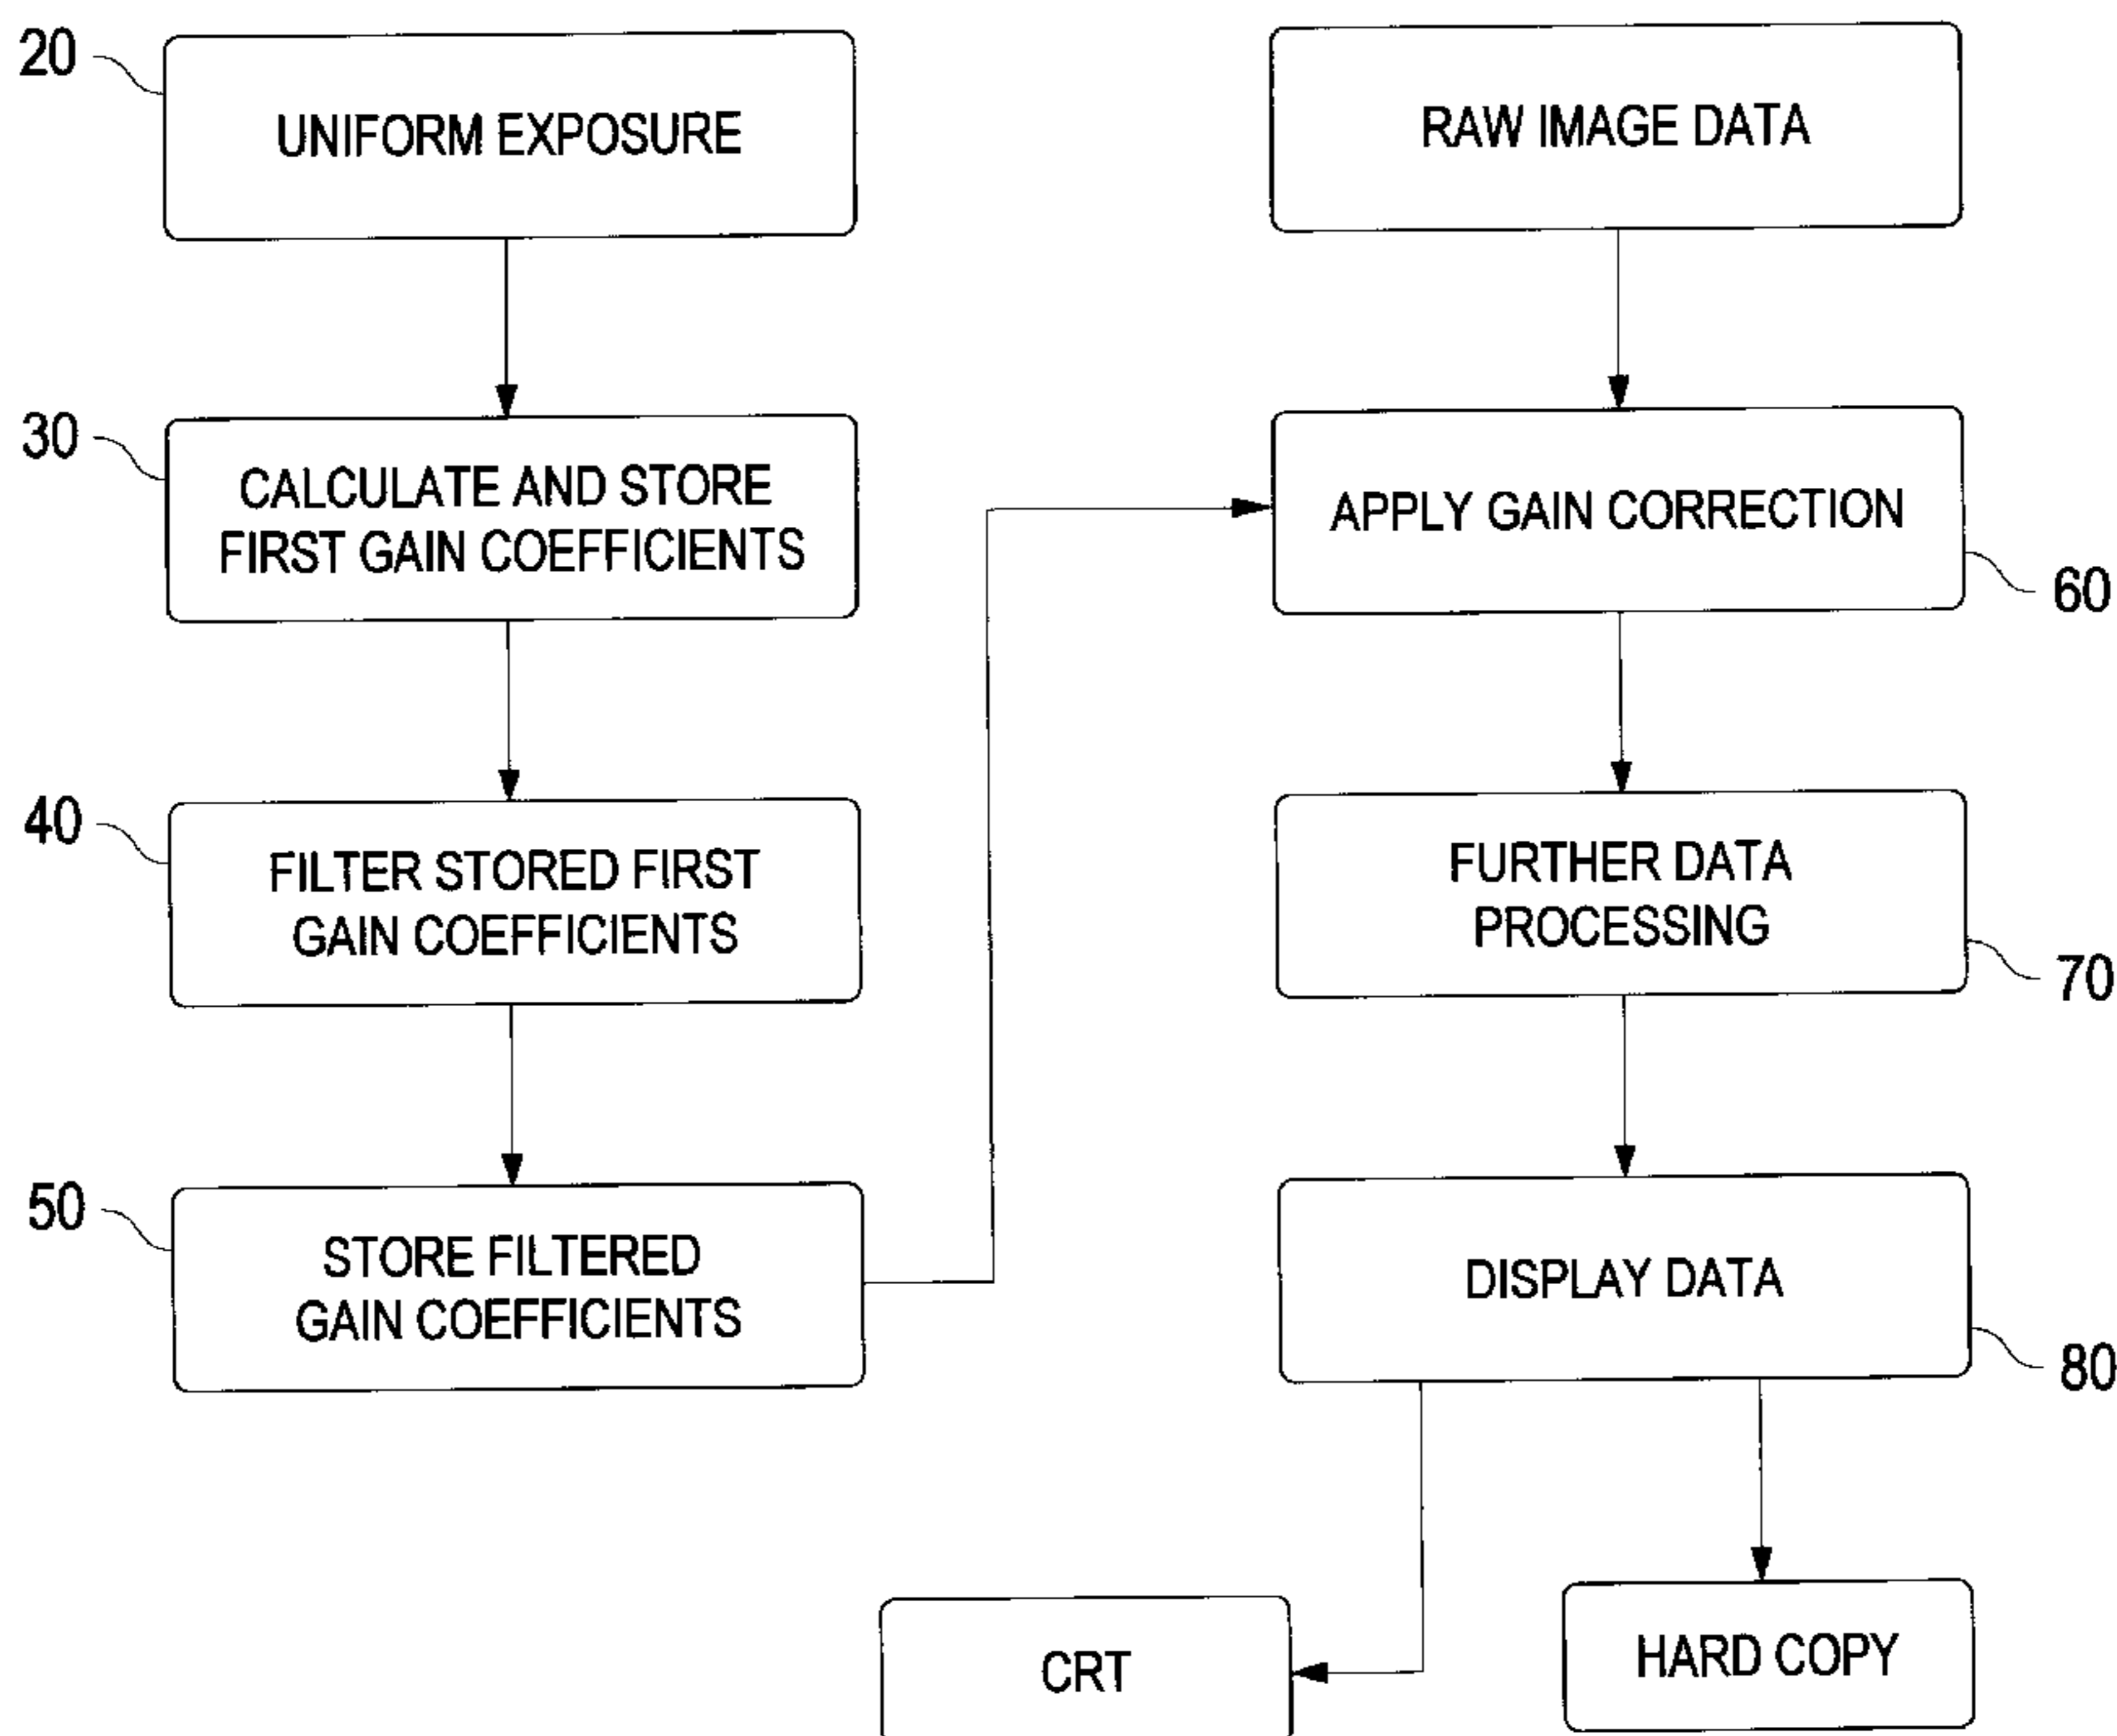 20
UNIFORM EXPOSURE
30
CALCULATE AND STORE
FIRST GAIN COEFFICIENTS
40
FILTER STORED FIRST
GAIN COEFFICIENTS
50
STORE FILTERED
GAIN COEFFICIENTS
RAW IMAGE DATA
APPLY GAIN CORRECTION
60
FURTHER DATA
PROCESSING
70
DISPLAY DATA
80
CRT
HARD COPY